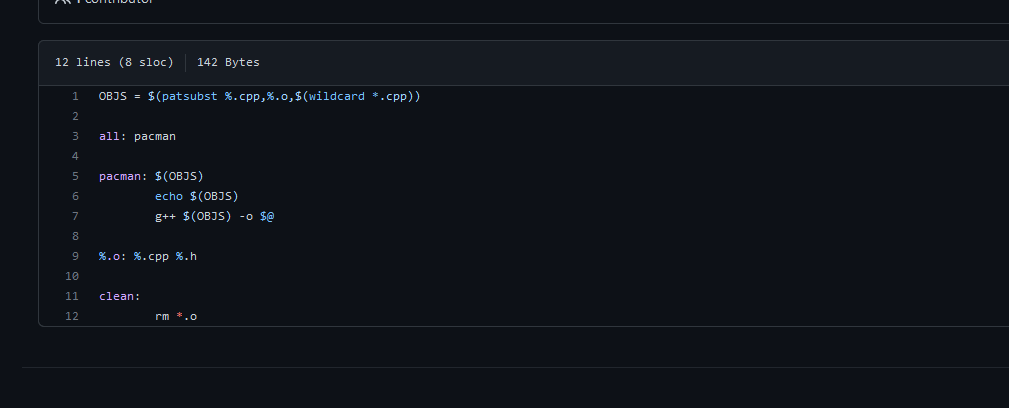 1 contributor
12 lines (8 sloc) 142 Bytes
1 OBJS = $(patsubst %.cpp,%.o,$(wildcard *.cpp))
2
3 all: pacman
4
5 pacman: $(OBJS)
6 echo $(OBJS)
7 g++ $(OBJS) -o $@
8
9 %.o: %.cpp %.h
10
11 clean:
12 rm *.o